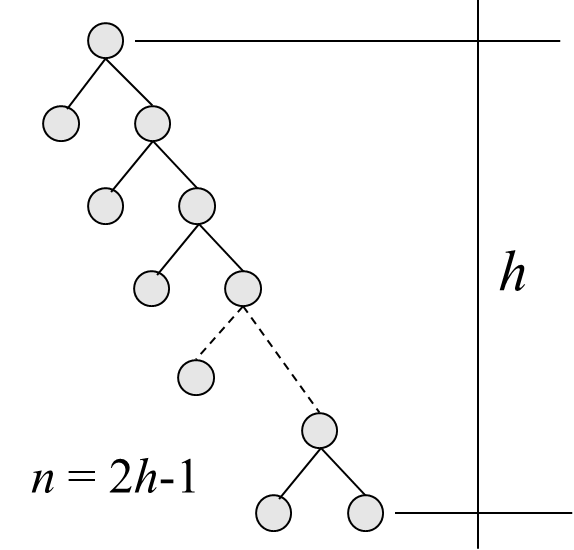 h
n = 2h-1